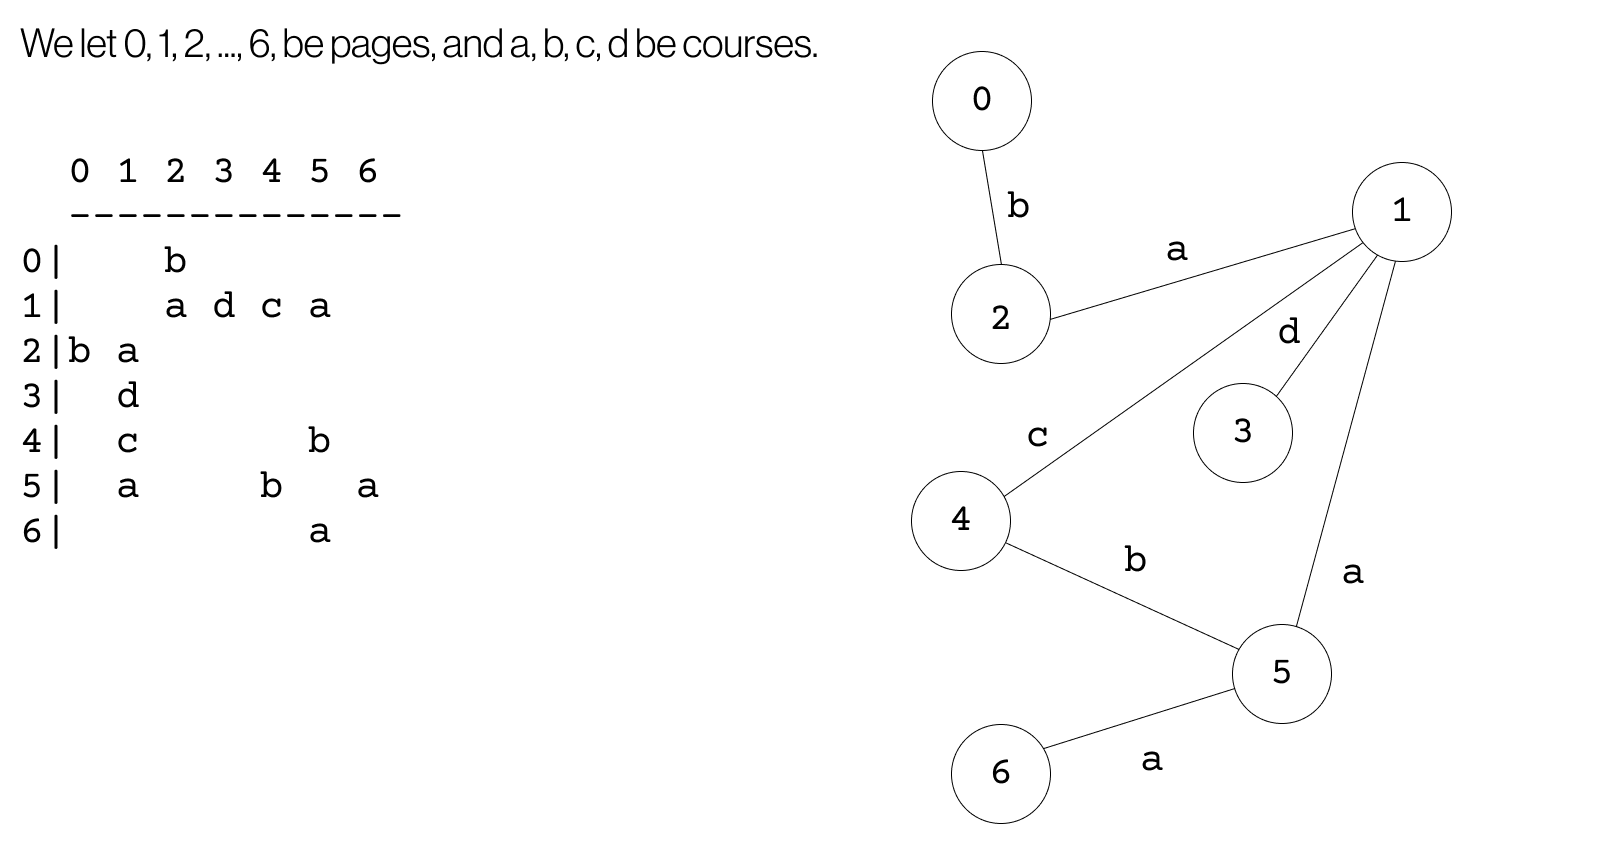 We let 0, 1, 2, ..., 6, be pages, and a, b, c, d be courses.
   0 1 2 3 4 5 6
   --------------
0|     b
1|     a d c a
2|b a
3|   d
4|   c       b
5|   a     b   a
6|           a
0
b
1
a
2
d
3
c
4
b
a
5
6
a